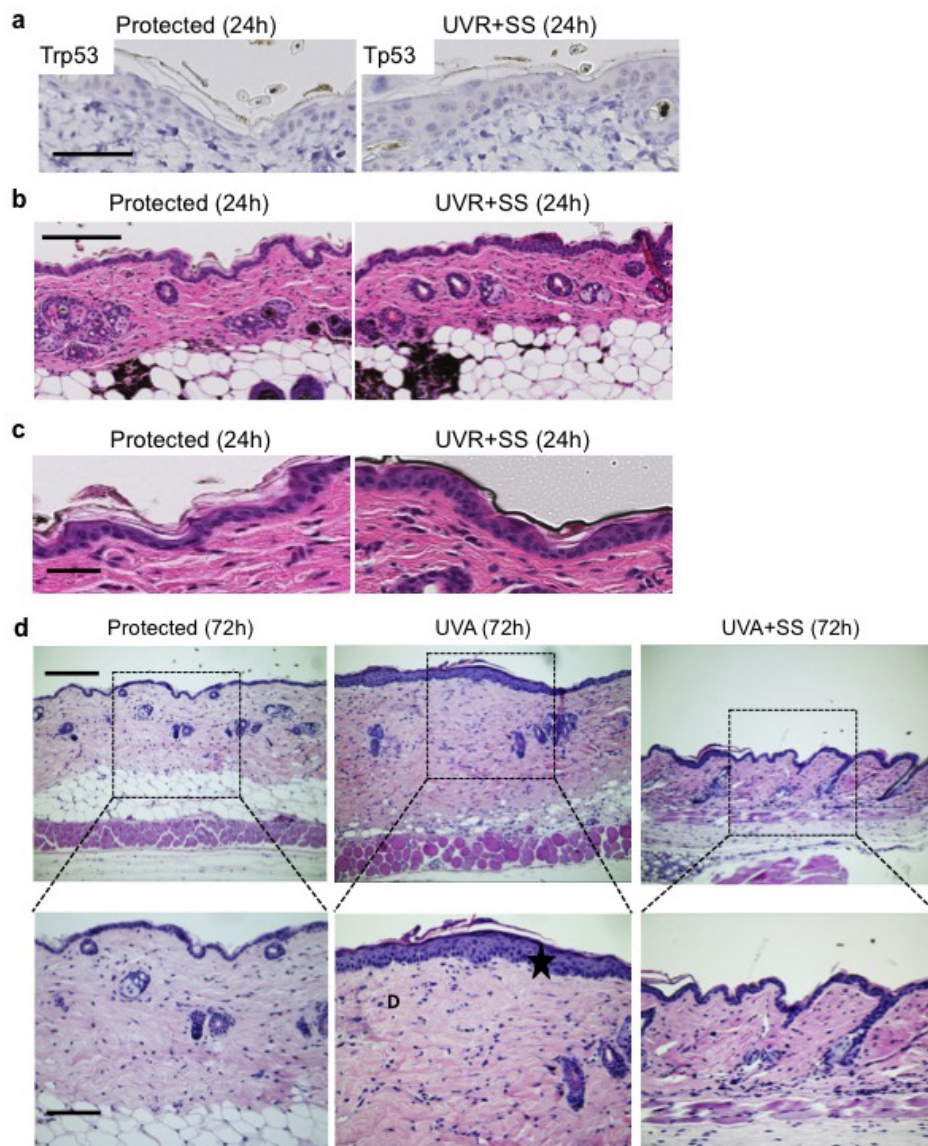 a
Protected (24h) UVR+SS (24h)
Trp53 Tp53
b
Protected (24h) UVR+SS (24h)
c
Protected (24h) UVR+SS (24h)
d
Protected (72h) UVA (72h) UVA+SS (72h)
D